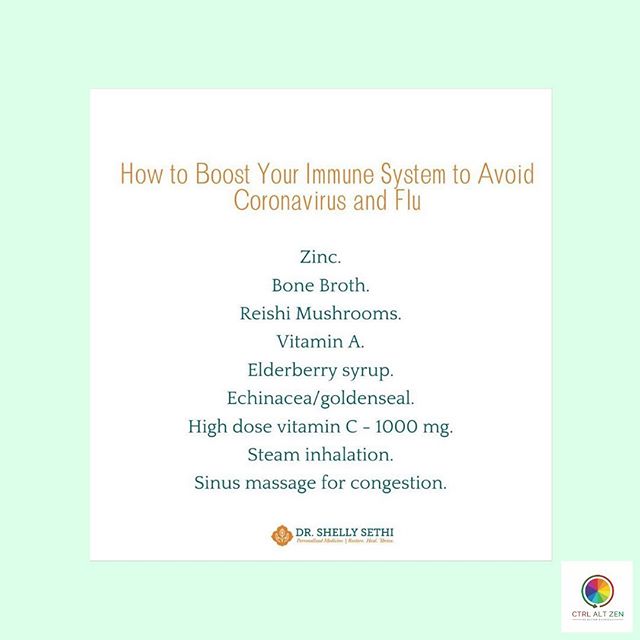 How to Boost Your Immune System to Avoid
Coronavirus and Flu
Zinc.
Bone Broth.
Reishi Mushrooms.
Vitamin A.
Elderberry syrup.
Echinacea/goldenseal.
High dose vitamin C - 1000 mg.
Steam inhalation.
Sinus massage for congestion.
DR. SHELLY SETHI
Personalized Medicine | Restore. Heal. Thrive.
CTRL ALT ZEN